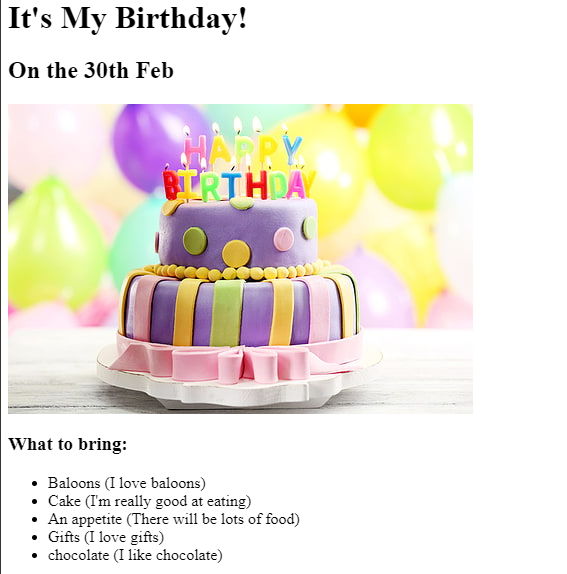 It's My Birthday!
On the 30th Feb
HAPPY
BIRTHDAY
What to bring:
Baloons (I love baloons)
Cake (I'm really good at eating)
An appetite (There will be lots of food)
Gifts (I love gifts)
chocolate (I like chocolate)